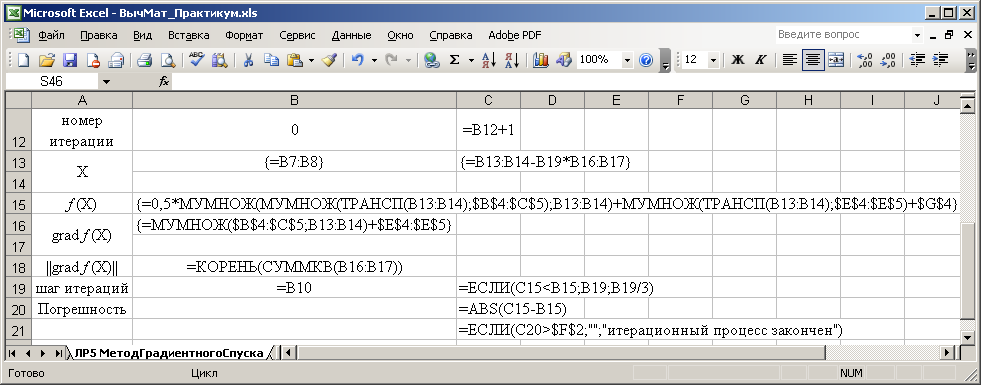 Microsoft Excel - ВычМат_Практикум.xls
Файл Правка Вид Вставка Формат Сервис Данные Окно Справка Adobe PDF Введите вопрос
100% 12 Ж К
S46 fx
A B C D E F G H I J
номер
12 итерации 0 =B12+1
13 X {=B7:B8} {=B13:B14-B19*B16:B17}
14
15 f(X) {=0,5*МУМНОЖ(МУМНОЖ(ТРАНСП(B13:B14);$B$4:$C$5);B13:B14)+МУМНОЖ(ТРАНСП(B13:B14);$E$4:$E$5)+$G$4}
16 grad f(X) {=МУМНОЖ($B$4:$C$5;B13:B14)+$E$4:$E$5}
17
18 ||grad f(X)|| =КОРЕНЬ(СУММКВ(B16:B17))
19 шаг итераций =B10 =ЕСЛИ(C15<B15;B19;B19/3)
20 Погрешность =ABS(C15-B15)
21 =ЕСЛИ(C20>$F$2;"";"итерационный процесс закончен")
ЛР5 МетодГрадиентногоСпуска
Готово Цикл NUM